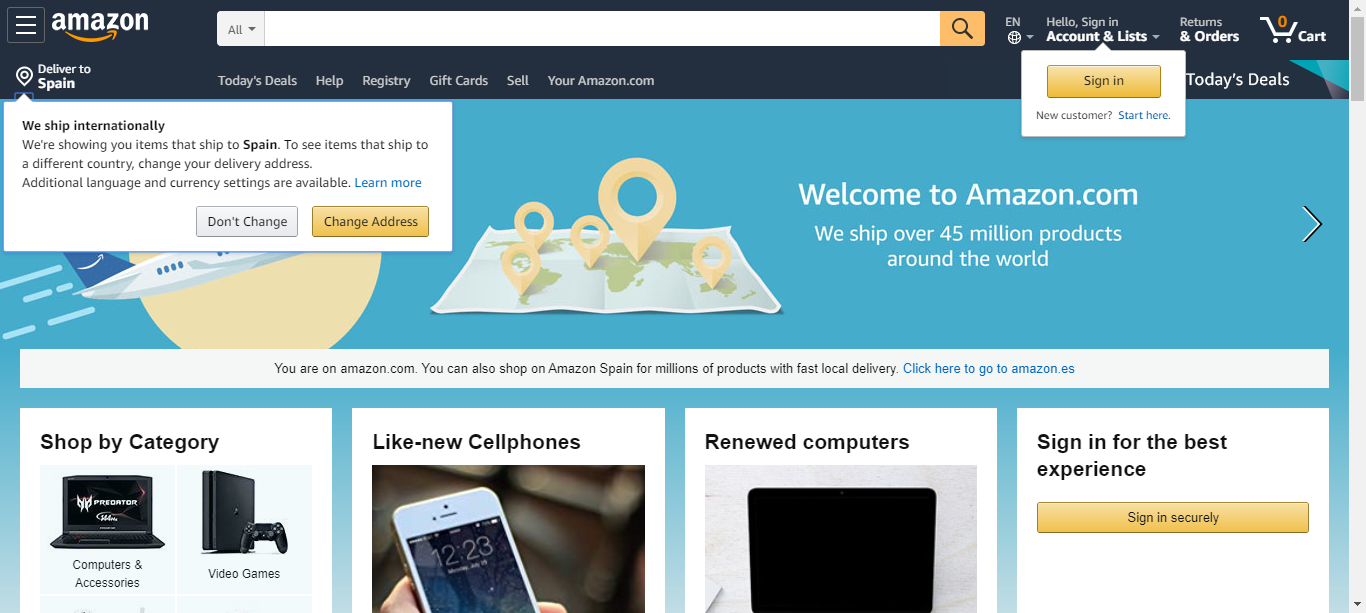 amazon
All
EN
Hello, Sign in
Account & Lists
Returns
& Orders
0
Cart
Deliver to
Spain
Today's Deals
Help
Registry
Gift Cards
Sell
Your Amazon.com
Today's Deals
Sign in
New customer? Start here.
We ship internationally
We're showing you items that ship to Spain. To see items that ship to
a different country, change your delivery address.
Additional language and currency settings are available. Learn more
Don't Change
Change Address
Welcome to Amazon.com
We ship over 45 million products
around the world
You are on amazon.com. You can also shop on Amazon Spain for millions of products with fast local delivery. Click here to go to amazon.es
Shop by Category
Like-new Cellphones
Renewed computers
Sign in for the best
experience
PREDATOR
12:23
Sign in securely
Computers &
Accessories
Video Games